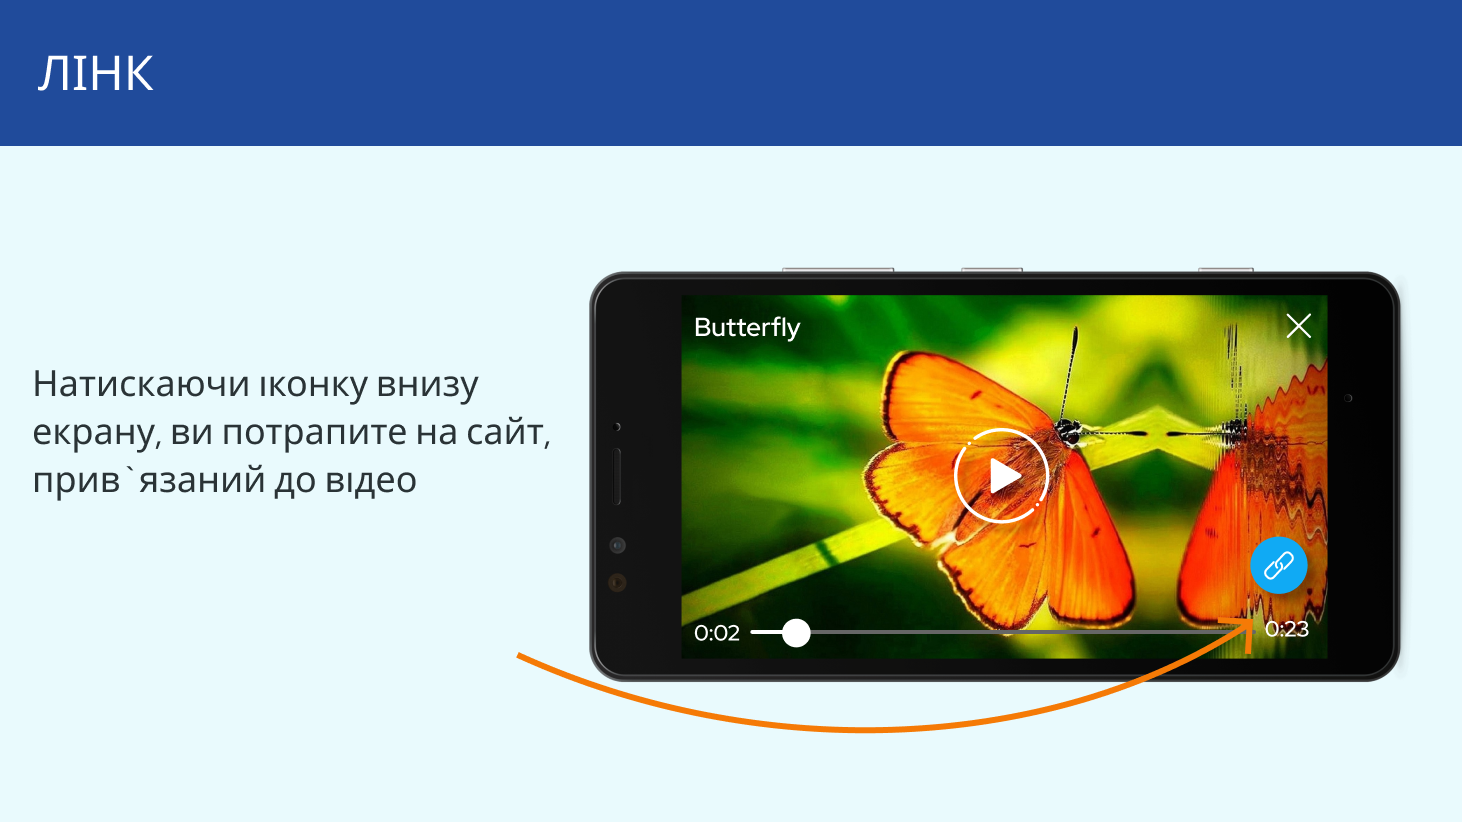 ЛІНК
Натискаючи іконку внизу
екрану, ви потрапите на сайт,
прив`язаний до відео
Butterfly
0:02
0:23